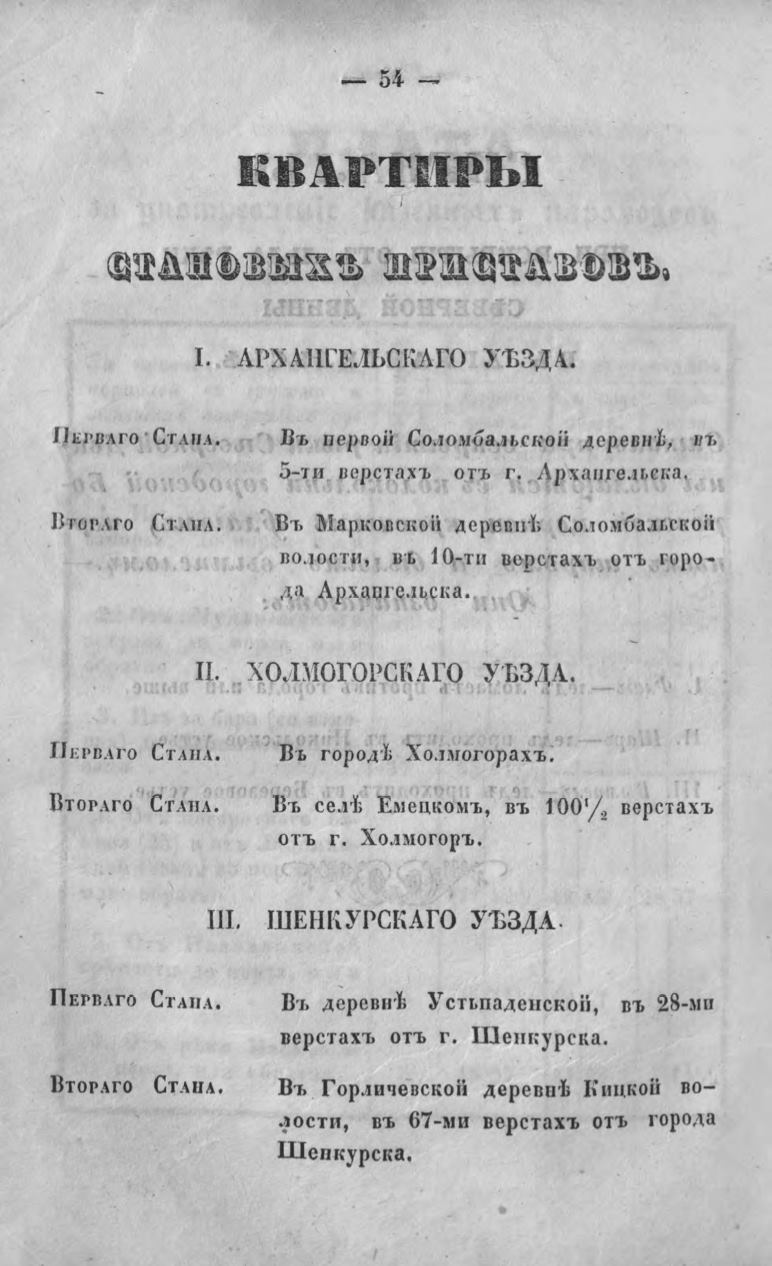 — 54 —
КВАРТИРЫ
СТАНОВЫХЪ ПРИСТАВОВЪ.
I. АРХАНГЕЛЬСКАГО УѢЗДА.
Перваго Стана. Въ первой Соломбальской деревнѣ, въ
5-ти верстахъ отъ г. Архангельска.
Втораго Стана. Въ Марковской деревнѣ Соломбальской
волости, въ 10-ти верстахъ отъ горо-
да Архангельска.
II. ХОЛМОГОРСКАГО УѢЗДА.
Перваго Стана. Въ городѣ Холмогорахъ.
Втораго Стана. Въ селѣ Емецкомъ, въ 100½ верстахъ
отъ г. Холмогоръ.
III. ШЕНКУРСКАГО УѢЗДА.
Перваго Стана. Въ деревнѣ Устьпаденской, въ 28-ми
верстахъ отъ г. Шенкурска.
Втораго Стана. Въ Горличевской деревнѣ Кицкой во-
лости, въ 67-ми верстахъ отъ города
Шенкурска.